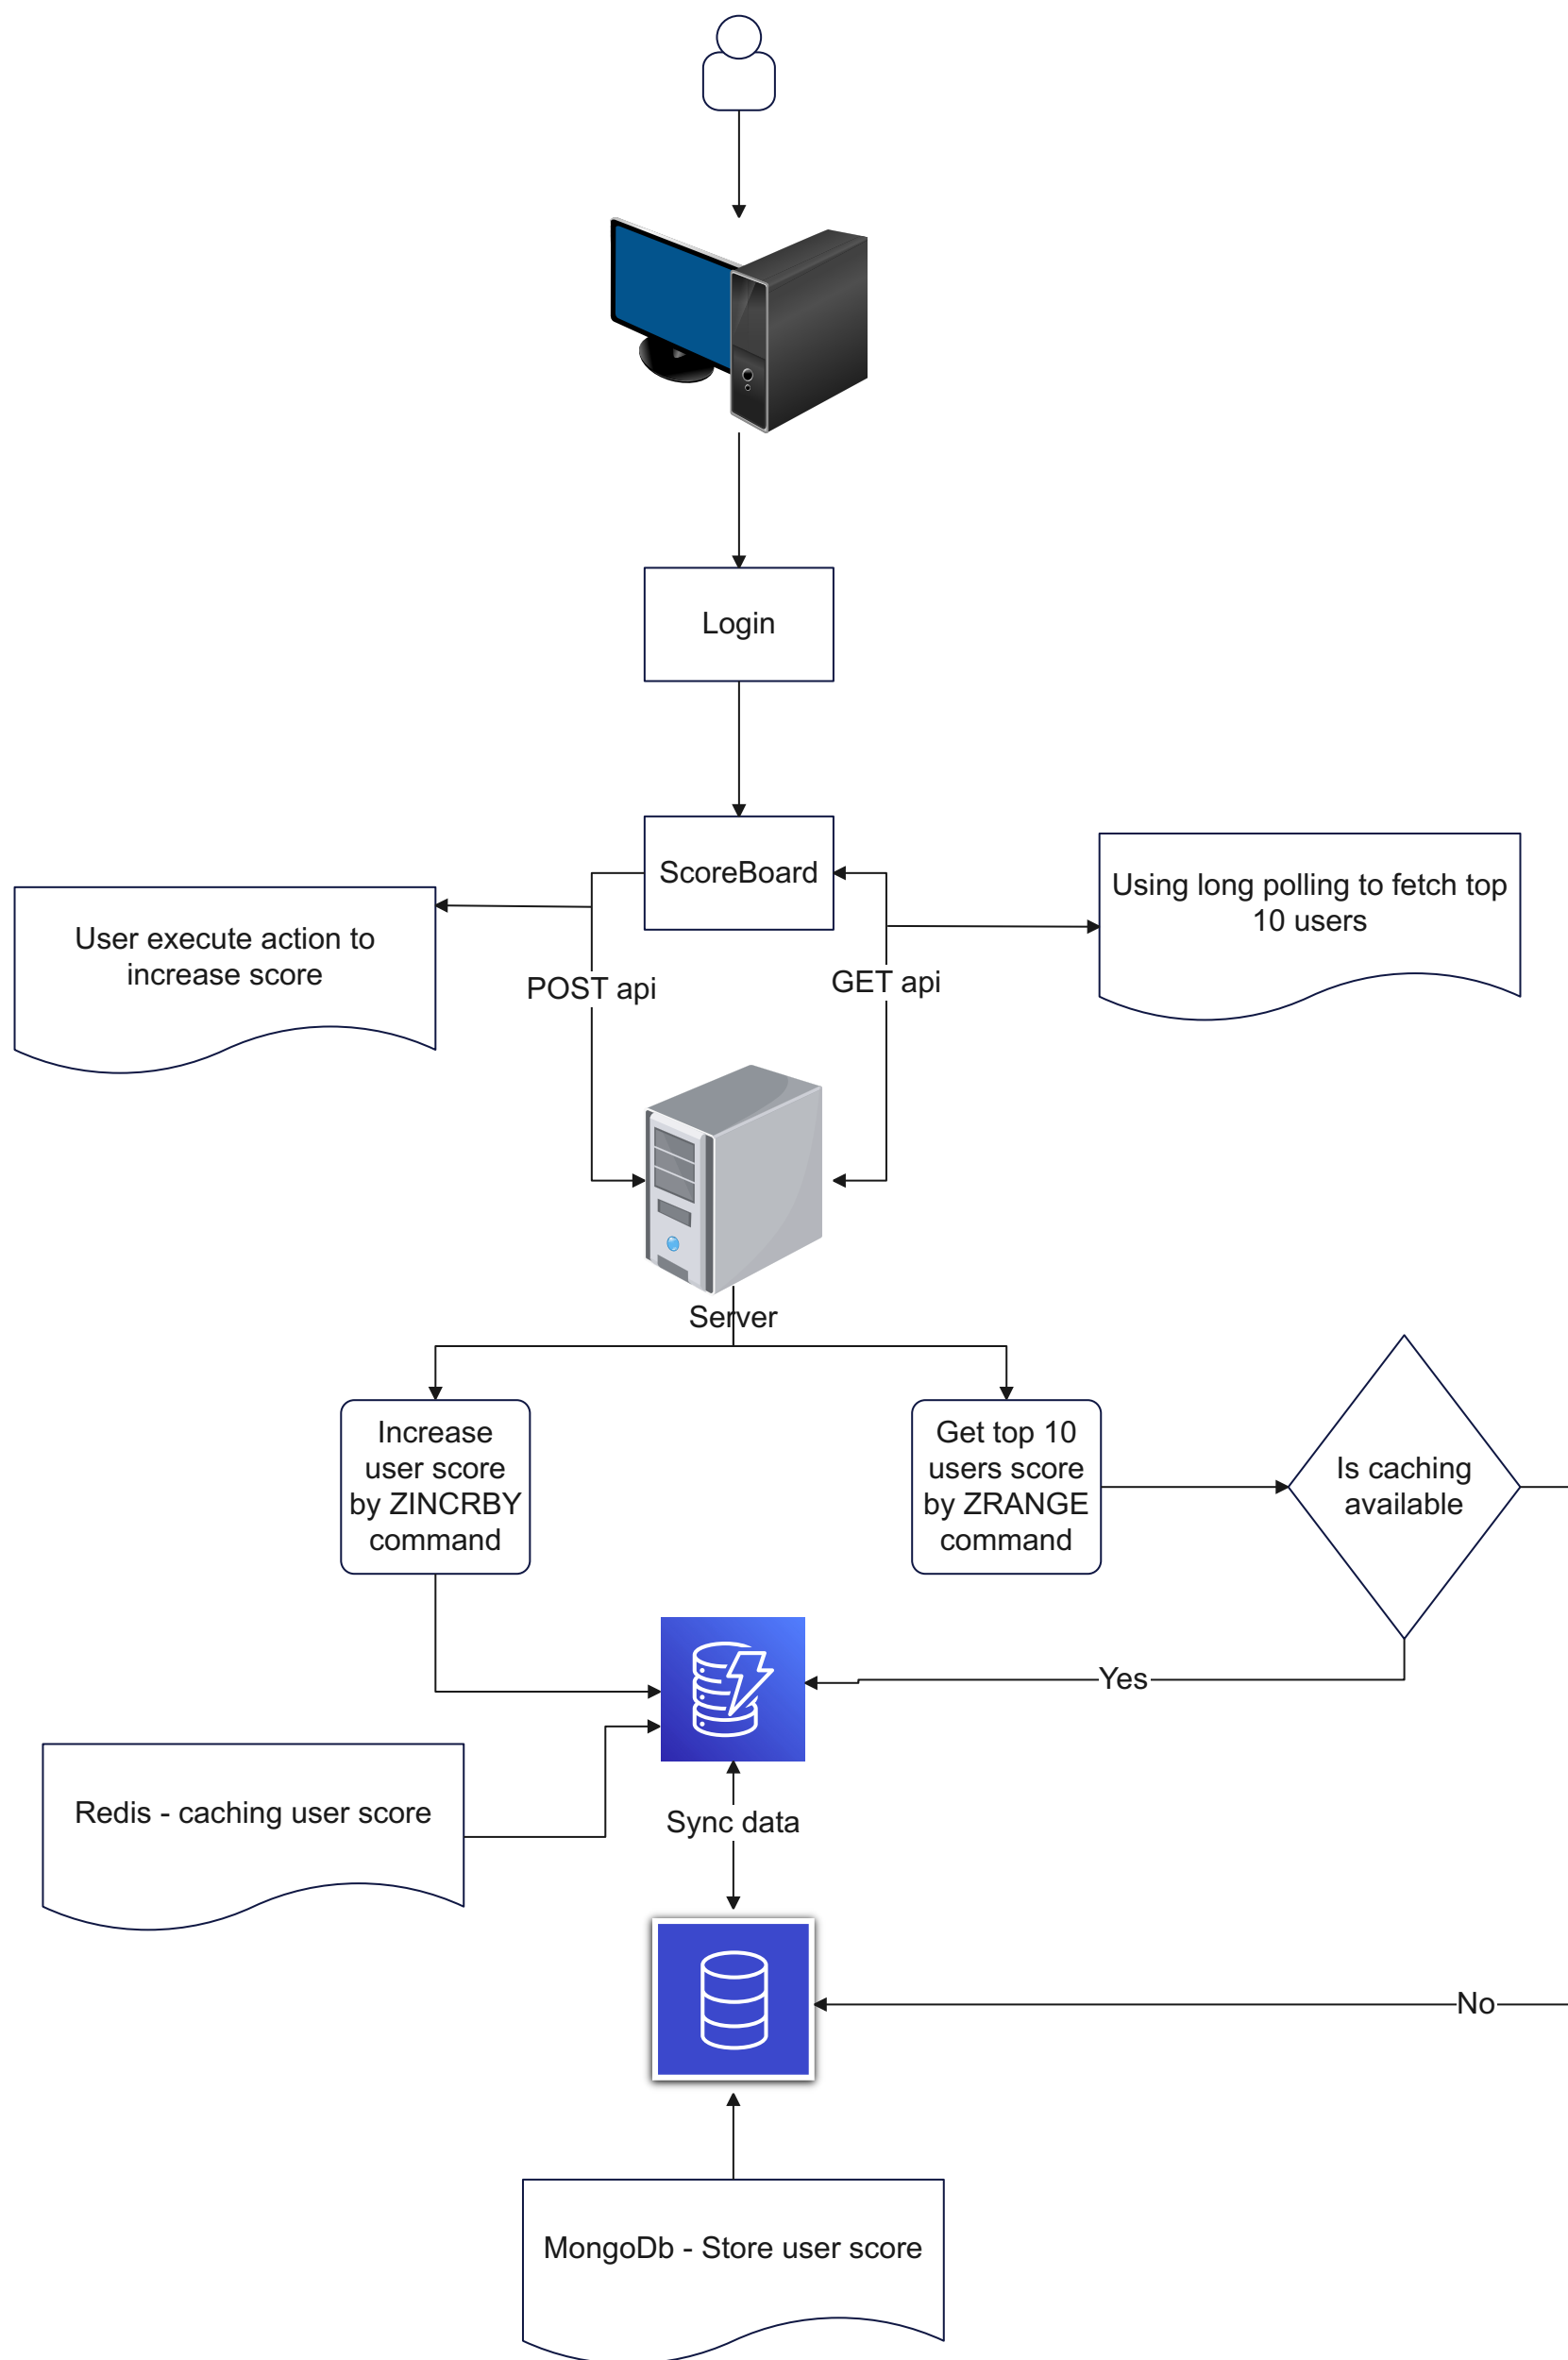 Login
ScoreBoard
Using long polling to fetch top
10 users
User execute action to
increase score
POST api
GET api
Server
Increase
user score
by ZINCRBY
command
Get top 10
users score
by ZRANGE
command
Is caching
available
Yes
Redis - caching user score
Sync data
No
MongoDb - Store user score